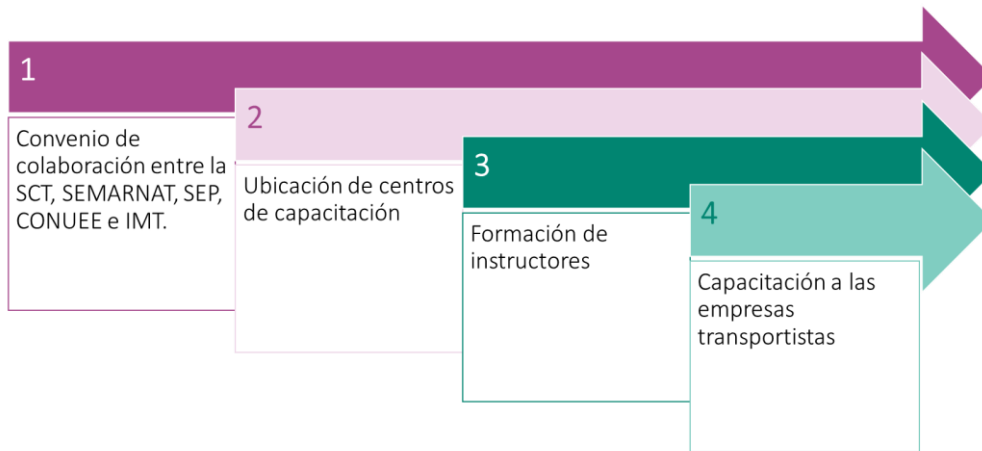 1
Convenio de
colaboración entre la
SCT, SEMARNAT, SEP,
CONUEE e IMT.
2
Ubicación de centros
de capacitación
3
Formación de
instructores
4
Capacitación a las
empresas
transportistas